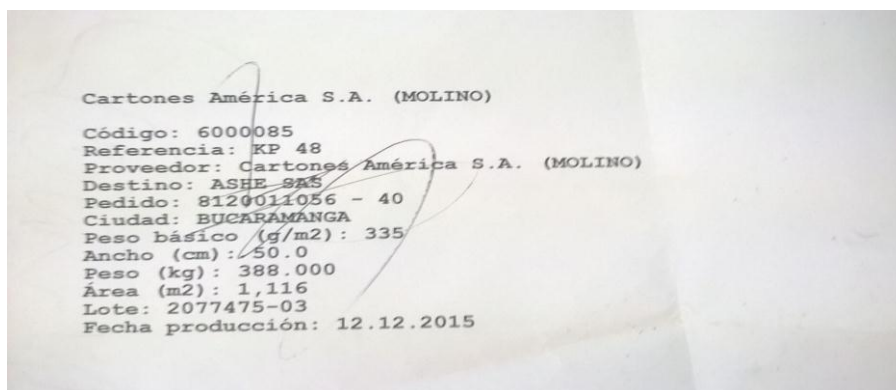 Cartones América S.A. (MOLINO)
Código: 6000085
Referencia: KP 48
Proveedor: Cartones América S.A. (MOLINO)
Destino: ASHE SAS
Pedido: 8120011056 - 40
Ciudad: BUCARAMANGA
Peso básico (g/m2): 335
Ancho (cm): 50.0
Peso (kg): 388.000
Área (m2): 1,116
Lote: 2077475-03
Fecha producción: 12.12.2015